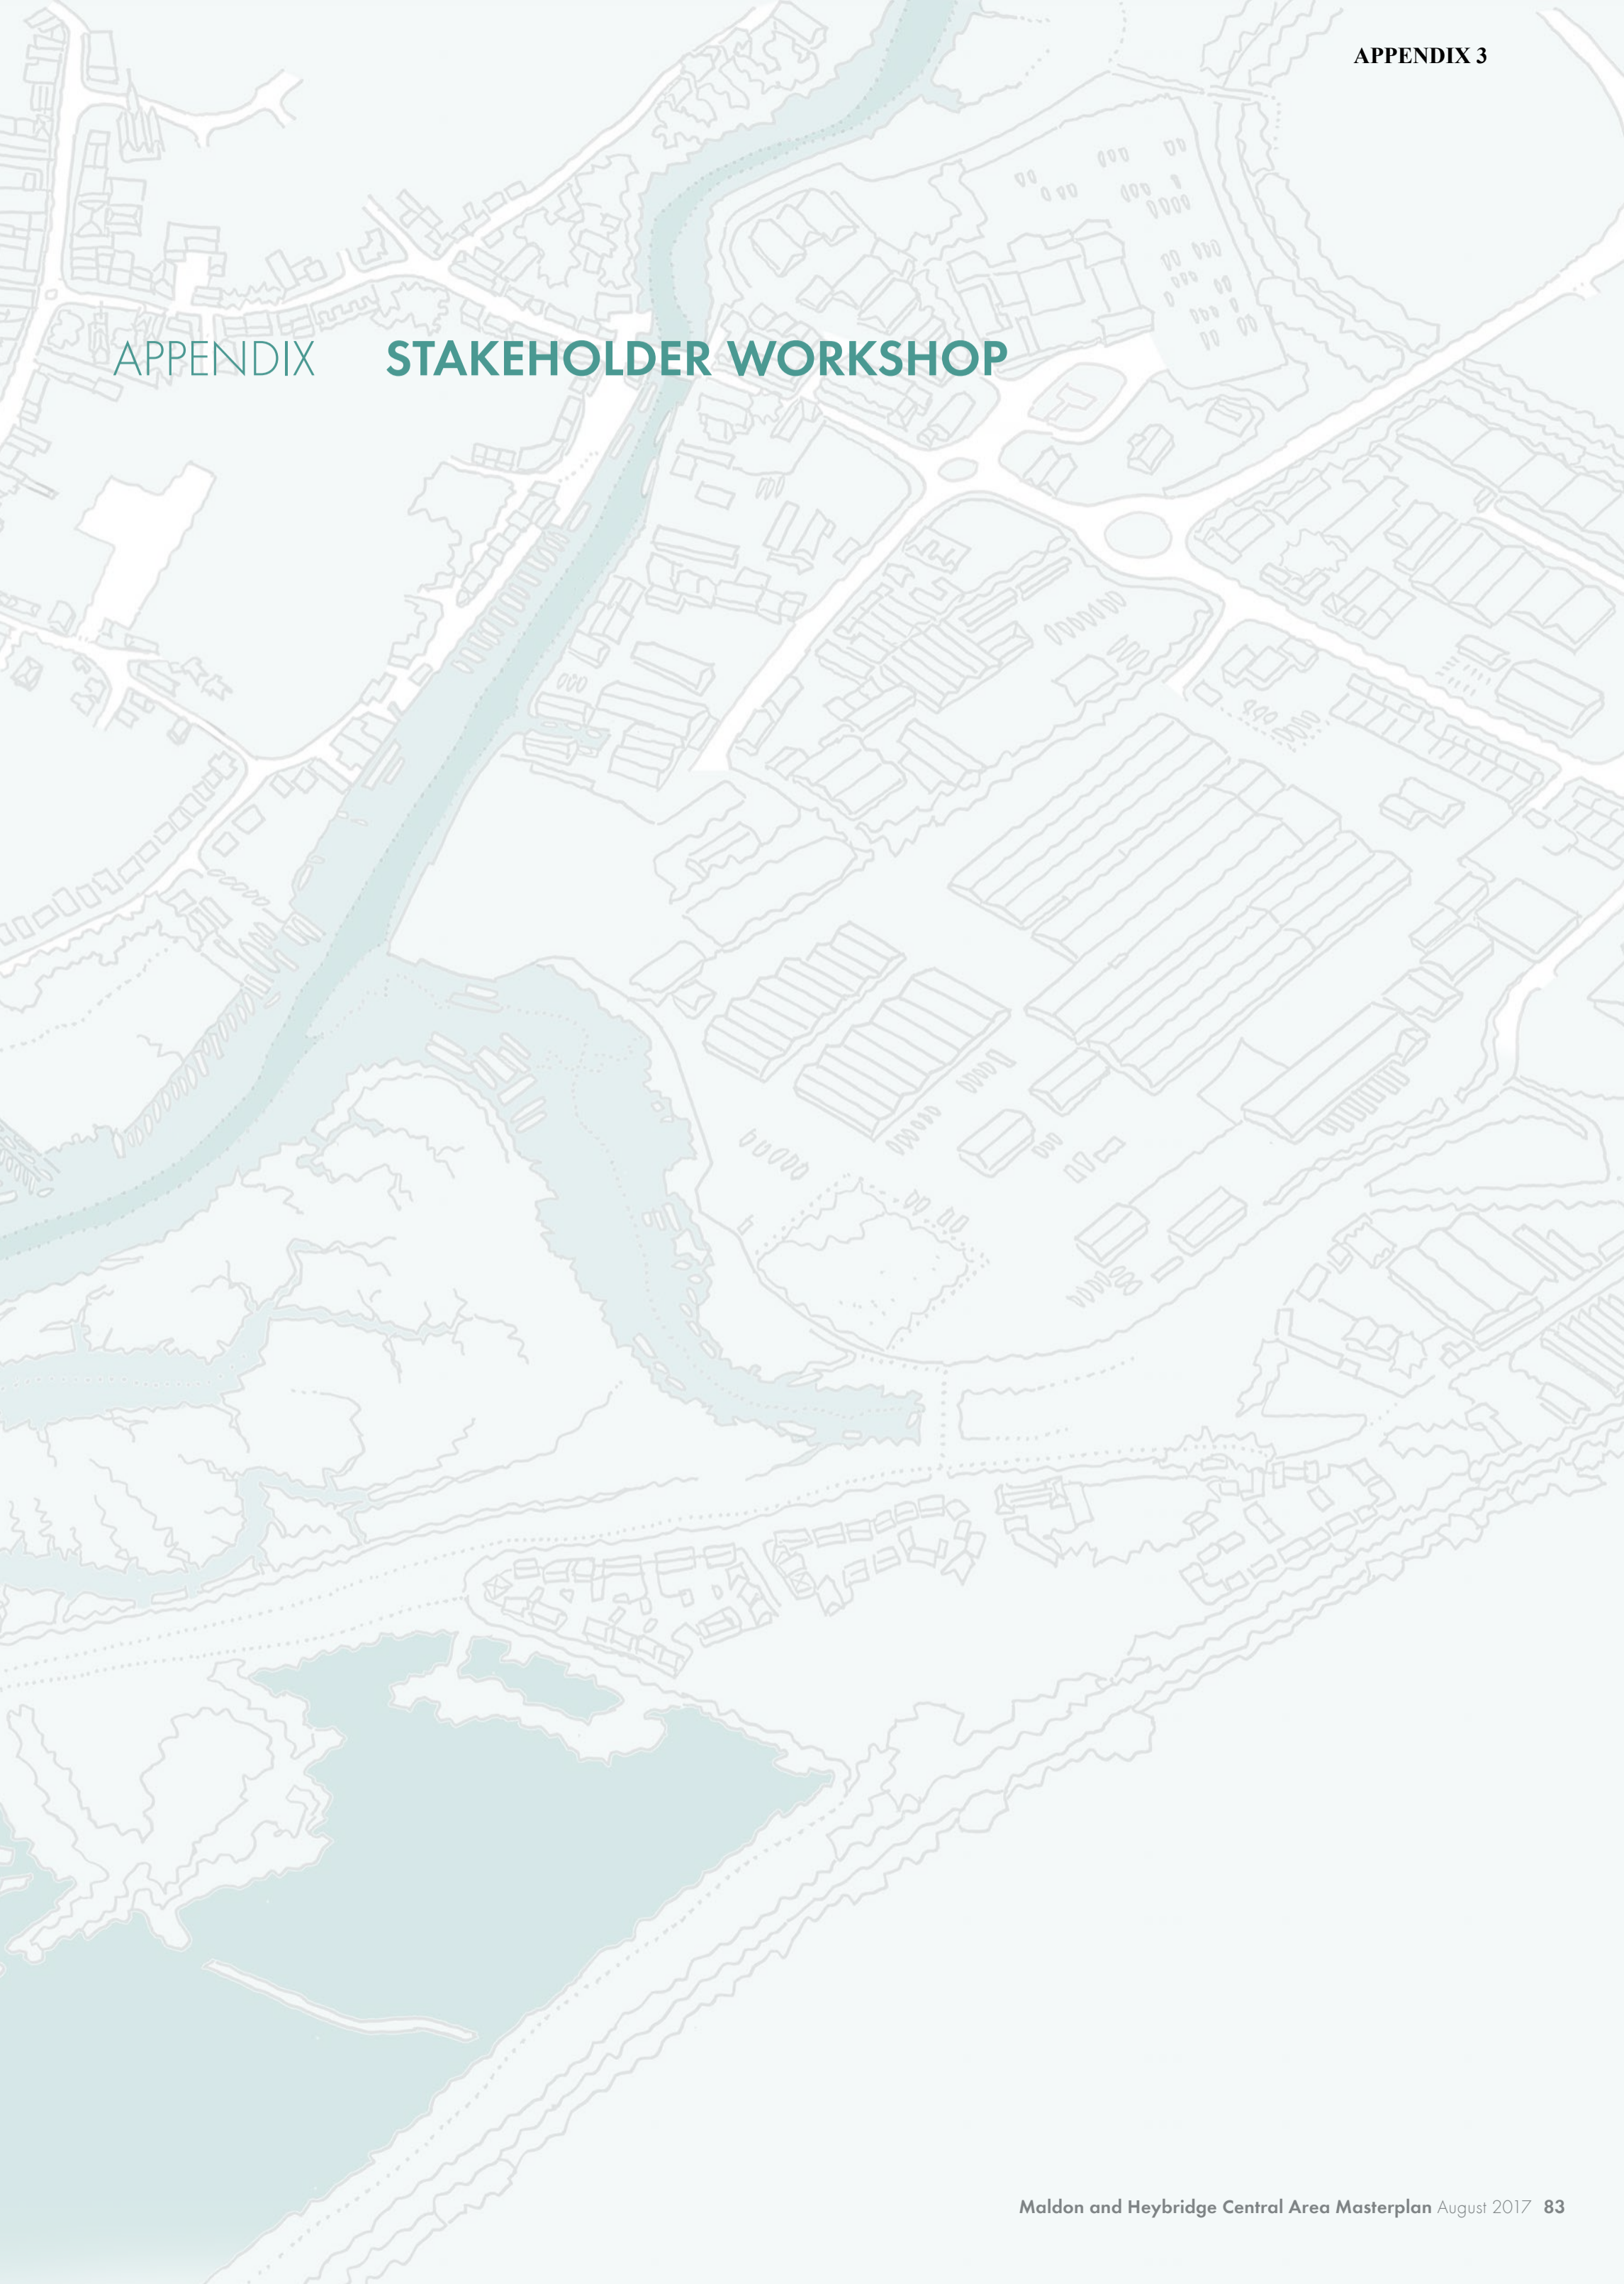 APPENDIX 3
APPENDIX STAKEHOLDER WORKSHOP
Maldon and Heybridge Central Area Masterplan August 2017 83